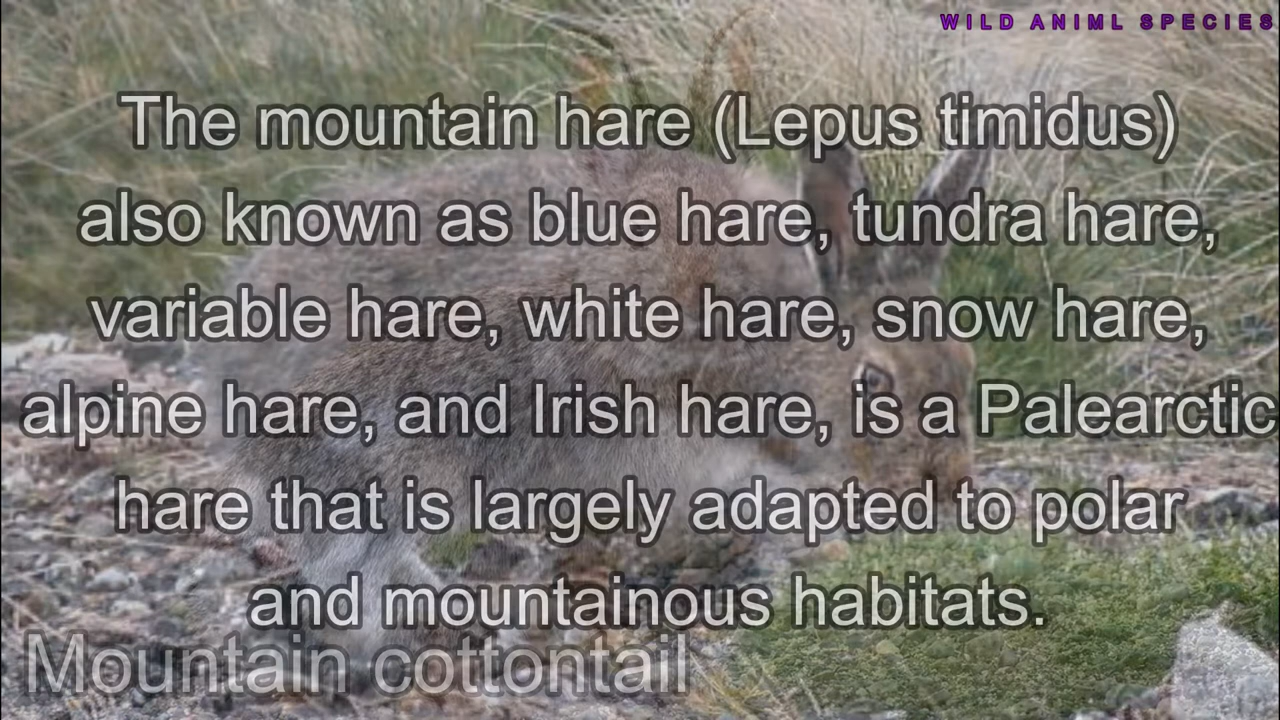 WILD ANIML SPECIES
The mountain hare (Lepus timidus)
also known as blue hare, tundra hare,
variable hare, white hare, snow hare,
alpine hare, and Irish hare, is a Palearctic
hare that is largely adapted to polar
and mountainous habitats.
Mountain cottontail